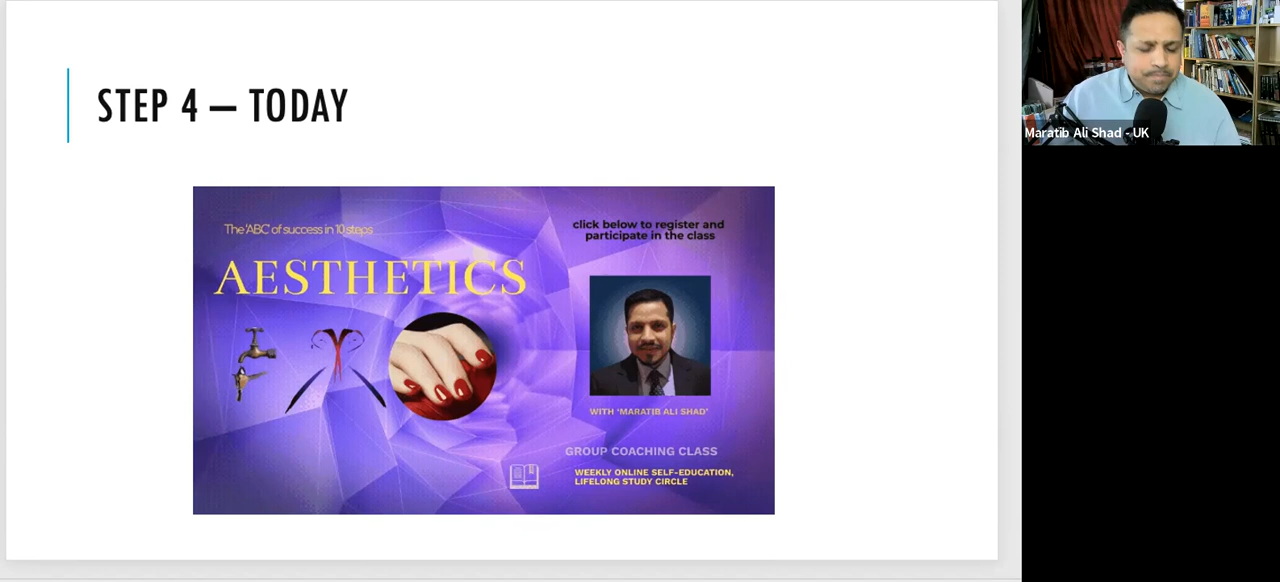 STEP 4 – TODAY
The 'ABC' of success in 10 steps
AESTHETICS
click below to register and
participate in the class
WITH 'MARATIB ALI SHAD'
GROUP COACHING CLASS
WEEKLY ONLINE SELF-EDUCATION,
LIFELONG STUDY CIRCLE
Maratib Ali Shad - UK